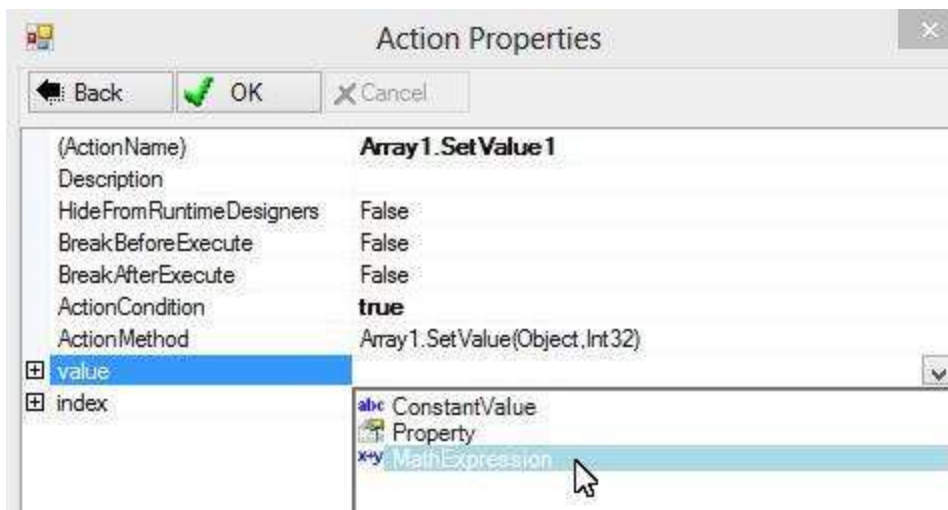 Action Properties
Back OK Cancel
(ActionName) Array1.SetValue1
Description
HideFromRuntimeDesigners False
BreakBeforeExecute False
BreakAfterExecute False
ActionCondition true
ActionMethod Array1.SetValue(Object,Int32)
value
index
abc ConstantValue
Property
x+y MathExpression